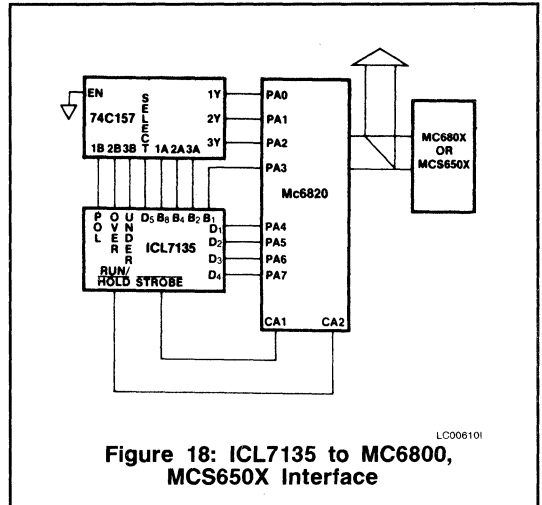 EN
SELECT
1Y
PA0
74C157
2Y
PA1
3Y
PA2
1B 2B 3B
1A 2A 3A
PA3
MC680X
OR
MCS650X
Mc6820
POL
OVER
UNDER
D5 B8 B4 B2 B1
D1
PA4
ICL7135
D2
PA5
D3
PA6
RUN/
HOLD
STROBE
D4
PA7
CA1
CA2
LC00610I
Figure 18: ICL7135 to MC6800,
MCS650X Interface